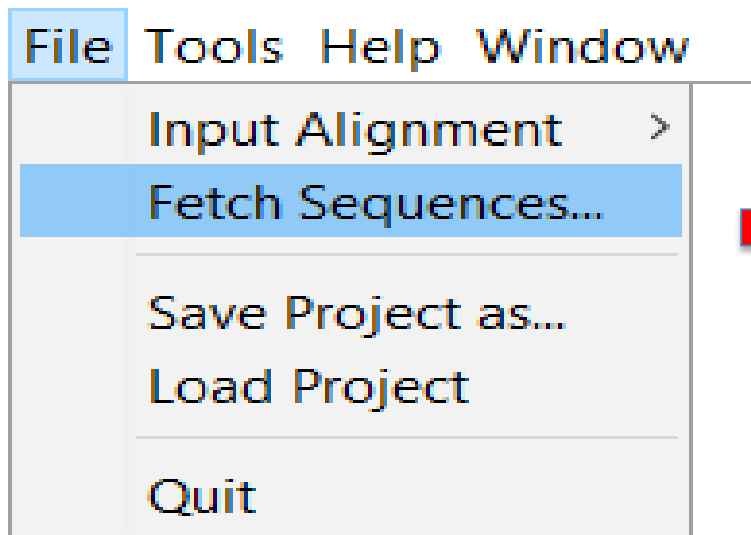 File Tools Help Window
Input Alignment >
Fetch Sequences...
Save Project as...
Load Project
Quit